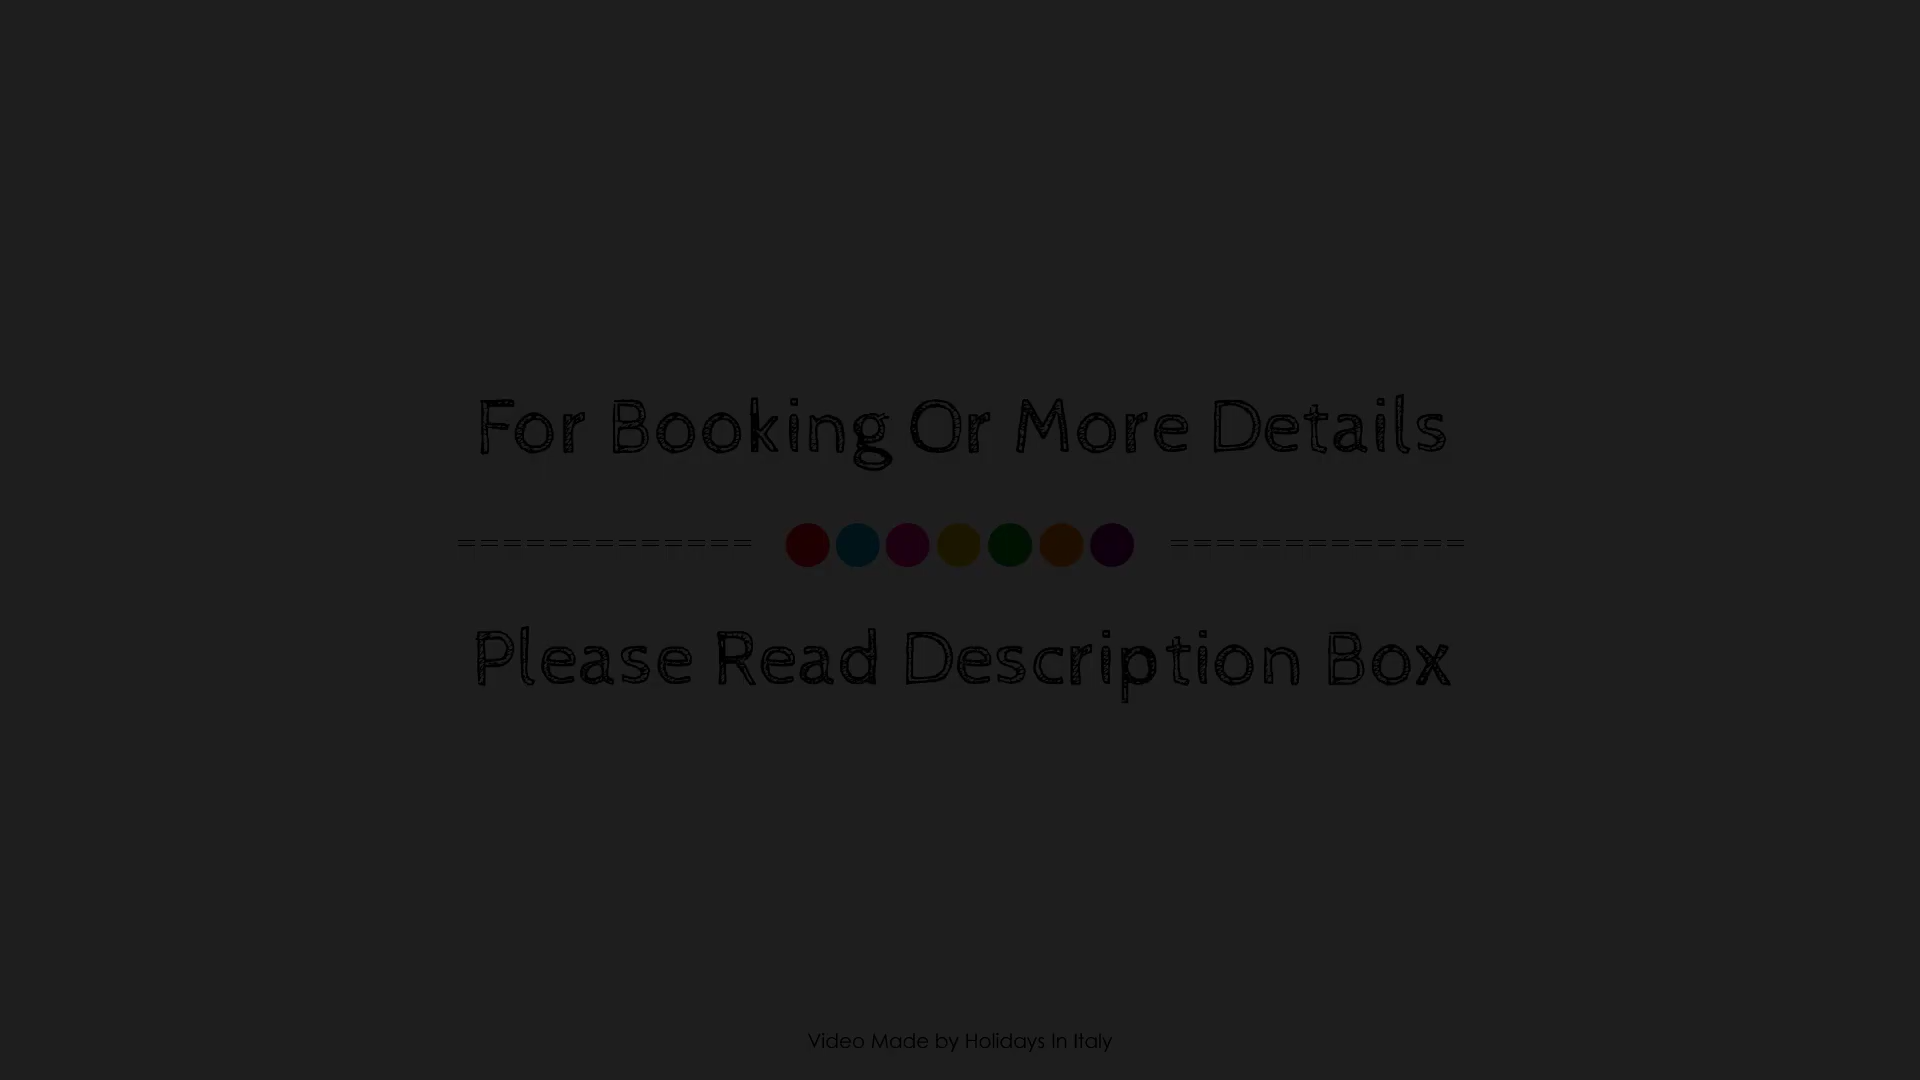 For Booking Or More Details
============= =============
Please Read Description Box
Video Made by Holidays In Italy